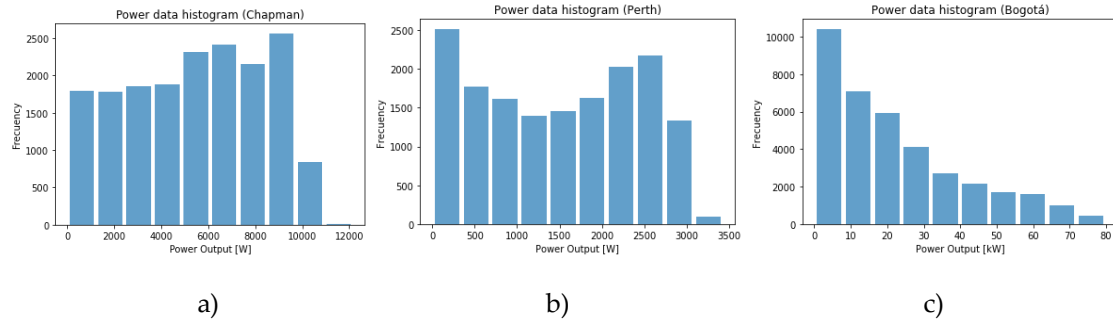 Power data histogram (Chapman)
2500
2000
1500
1000
500
0
Frecuency
0 2000 4000 6000 8000 10000 12000
Power Output [W]
a)
Power data histogram (Perth)
2500
2000
1500
1000
500
0
Frecuency
0 500 1000 1500 2000 2500 3000 3500
Power Output [W]
b)
Power data histogram (Bogotá)
10000
8000
6000
4000
2000
0
Frecuency
0 10 20 30 40 50 60 70 80
Power Output [kW]
c)